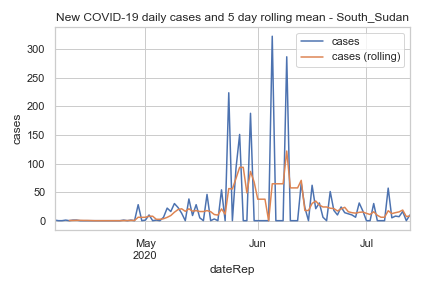 New COVID-19 daily cases and 5 day rolling mean - South_Sudan
cases
cases (rolling)
cases
300
250
200
150
100
50
0
May
2020
Jun
Jul
dateRep